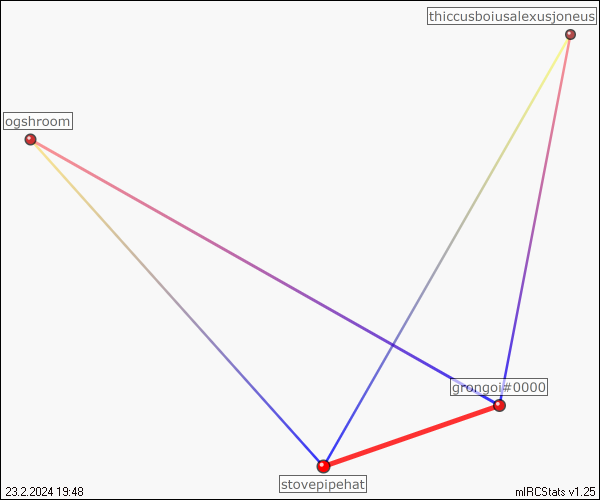 thiccusboiusalexusjoneus
ogshroom
grongoi#0000
stovepipehat
23.2.2024 19:48
mIRCStats v1.25